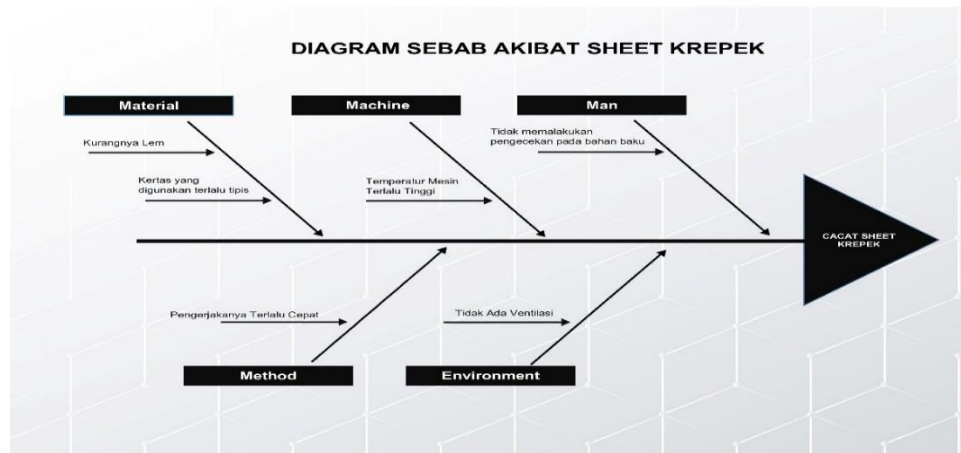 DIAGRAM SEBAB AKIBAT SHEET KREPEK
Material
Machine
Man
Kurangnya Lem
Kertas yang
digunakan terlalu tipis
Temperatur Mesin
Terlalu Tinggi
Tidak memalakukan
pengecekan pada bahan baku
CACAT SHEET
KREPEK
Pengerjakanya Terlalu Cepat
Tidak Ada Ventilasi
Method
Environment